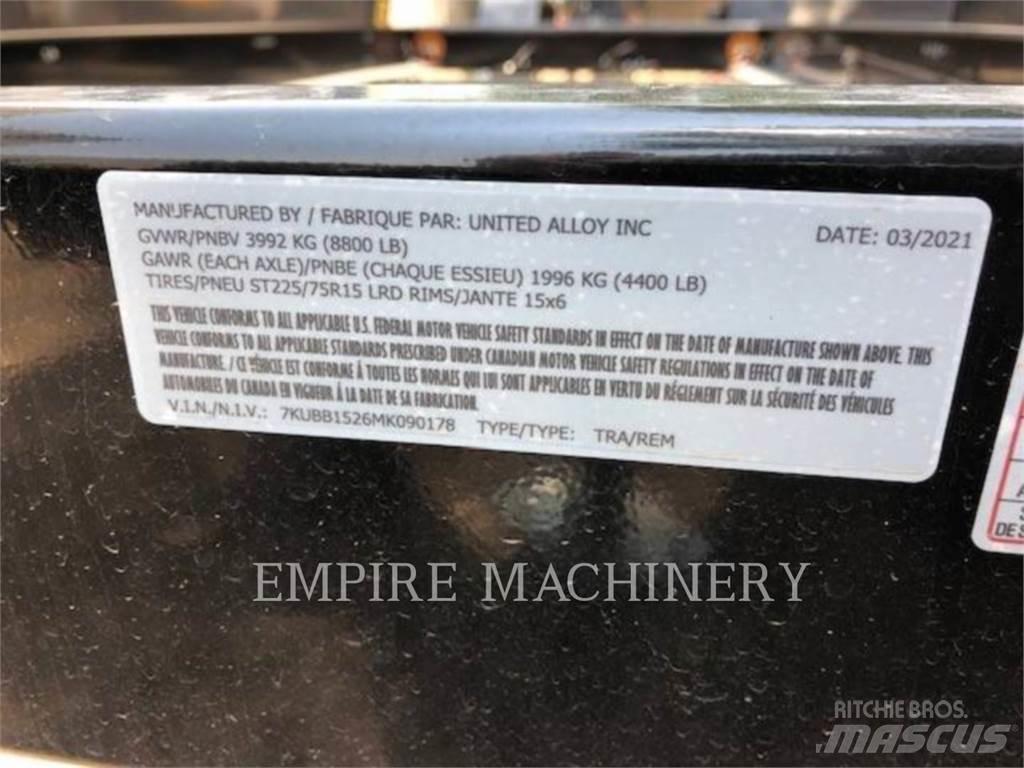 MANUFACTURED BY / FABRIQUE PAR: UNITED ALLOY INC
DATE: 03/2021
GVWR/PNBV 3992 KG (8800 LB)
GAWR (EACH AXLE)/PNBE (CHAQUE ESSIEU) 1996 KG (4400 LB)
TIRES/PNEU ST225/75R15 LRD RIMS/JANTE 15x6
THIS VEHICLE CONFORMS TO ALL APPLICABLE U.S. FEDERAL MOTOR VEHICLE SAFETY STANDARDS IN EFFECT ON THE DATE OF MANUFACTURE SHOWN ABOVE. THIS
VEHICLE CONFORMS TO ALL APPLICABLE STANDARDS PRESCRIBED UNDER CANADIAN MOTOR VEHICLE SAFETY REGULATIONS IN EFFECT ON THE DATE OF
MANUFACTURE. / CE VÉHICLE EST CONFORME À TOUTES LES NORMES QUI LUI SONT APPLICABLES EN VERTU DU RÈGLEMENT SUR LA SÉCURITÉ DES VÉHICULES
AUTOMOBILES DU CANADA EN VIGUEUR À LA DATE DE SA FABRICATION
V.I.N./N.I.V.: 7KUBB1526MK090178 TYPE/TYPE: TRA/REM
A
S
DES
EMPIRE MACHINERY
RITCHIE BROS.
MASCUS